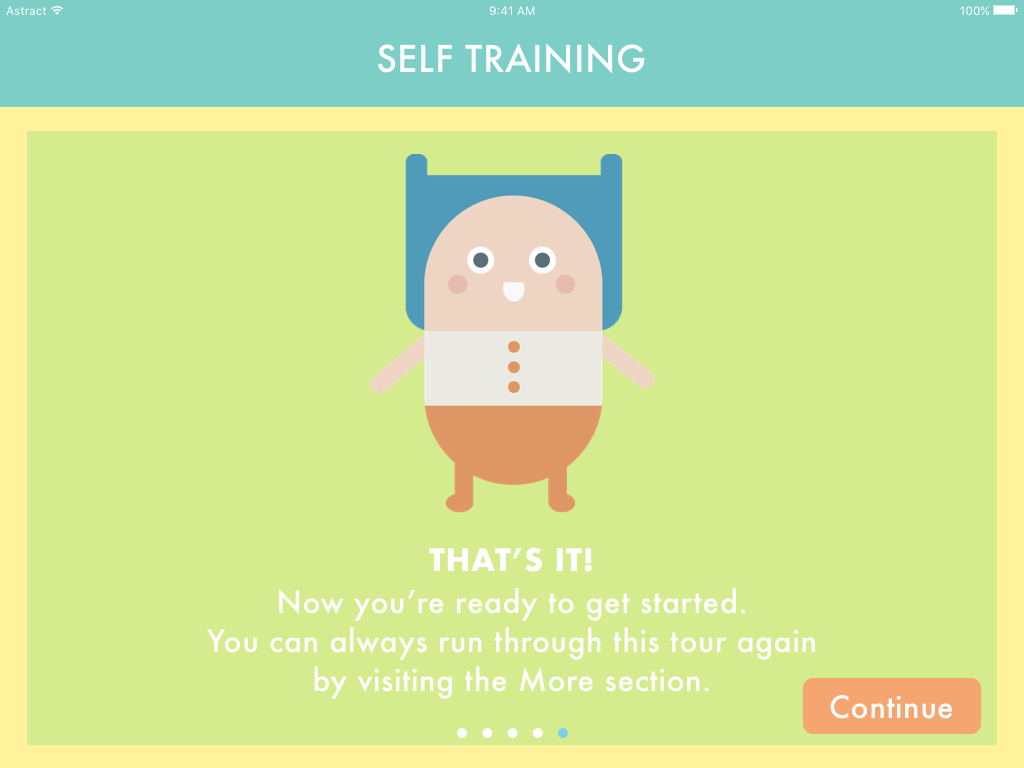 Astract 9:41 AM 100%
SELF TRAINING
THAT’S IT!
Now you’re ready to get started.
You can always run through this tour again
by visiting the More section.
Continue